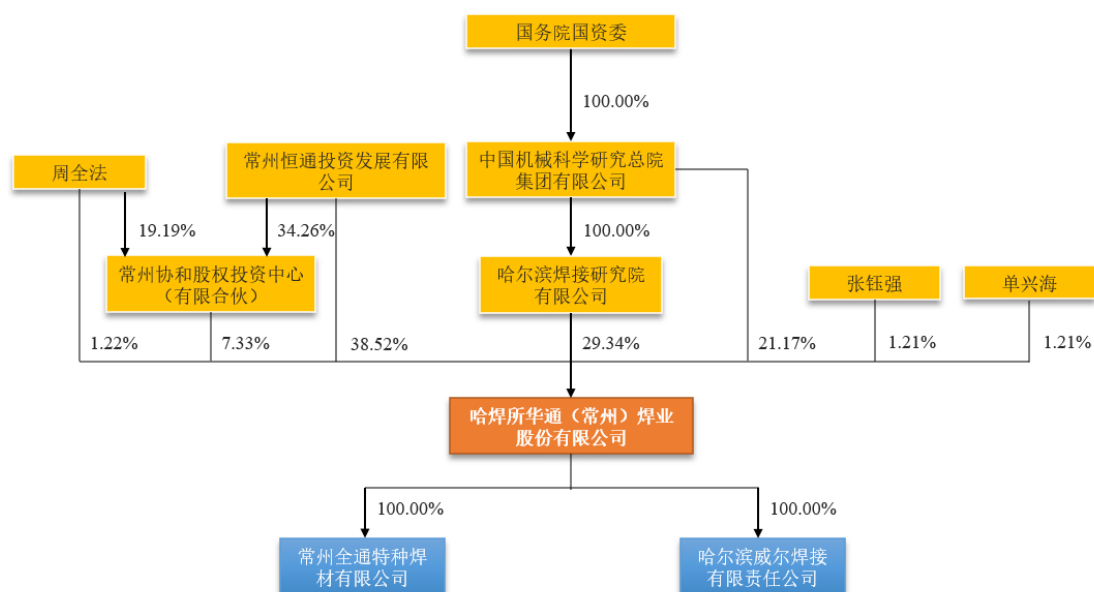 国务院国资委
100.00%
周全法
常州恒通投资发展有限
公司
中国机械科学研究总院
集团有限公司
19.19%
34.26%
100.00%
常州协和股权投资中心
（有限合伙）
哈尔滨焊接研究院
有限公司
张钰强
单兴海
1.22%
7.33%
38.52%
29.34%
21.17%
1.21%
1.21%
哈焊所华通（常州）焊业
股份有限公司
100.00%
100.00%
常州全通特种焊
材有限公司
哈尔滨威尔焊接
有限责任公司